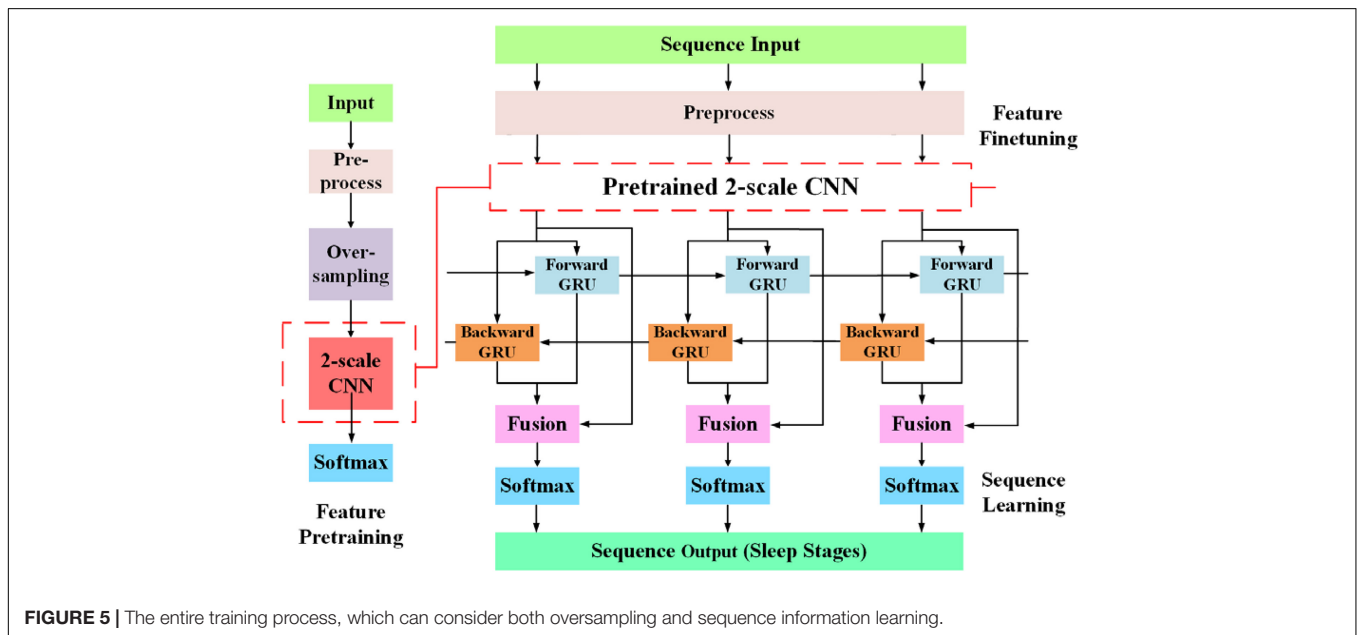 Input
Pre-
process
Over-
sampling
2-scale
CNN
Softmax
Feature
Pretraining
Sequence Input
Preprocess
Feature
Finetuning
Pretrained 2-scale CNN
Forward
GRU
Forward
GRU
Forward
GRU
Backward
GRU
Backward
GRU
Backward
GRU
Fusion
Fusion
Fusion
Softmax
Softmax
Softmax
Sequence
Learning
Sequence Output (Sleep Stages)
FIGURE 5 | The entire training process, which can consider both oversampling and sequence information learning.